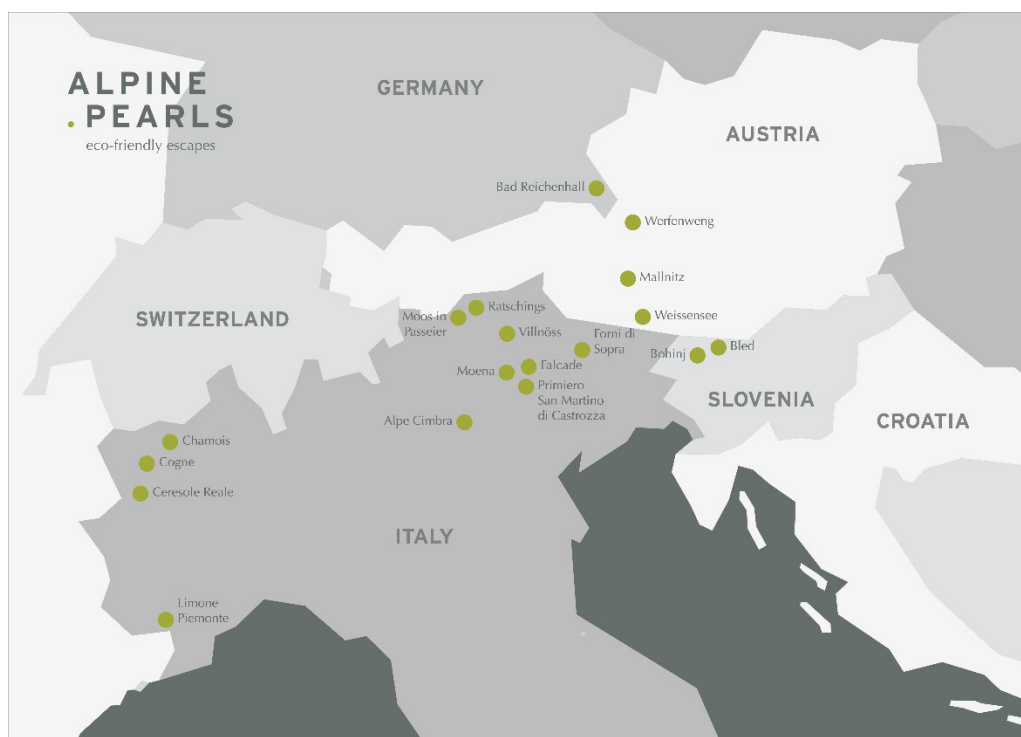 ALPINE
. PEARLS
eco-friendly escapes
GERMANY
AUSTRIA
Bad Reichenhall
Werfenweng
Mallnitz
SWITZERLAND
Ratschings
Moos in
Passeier
Weissensee
Villnöss
Forni di
Sopra
Bohinj
Bled
Moena
Falcade
Primiero
San Martino
di Castrozza
SLOVENIA
CROATIA
Alpe Cimbra
Chamois
Cogne
Ceresole Reale
ITALY
Limone
Piemonte